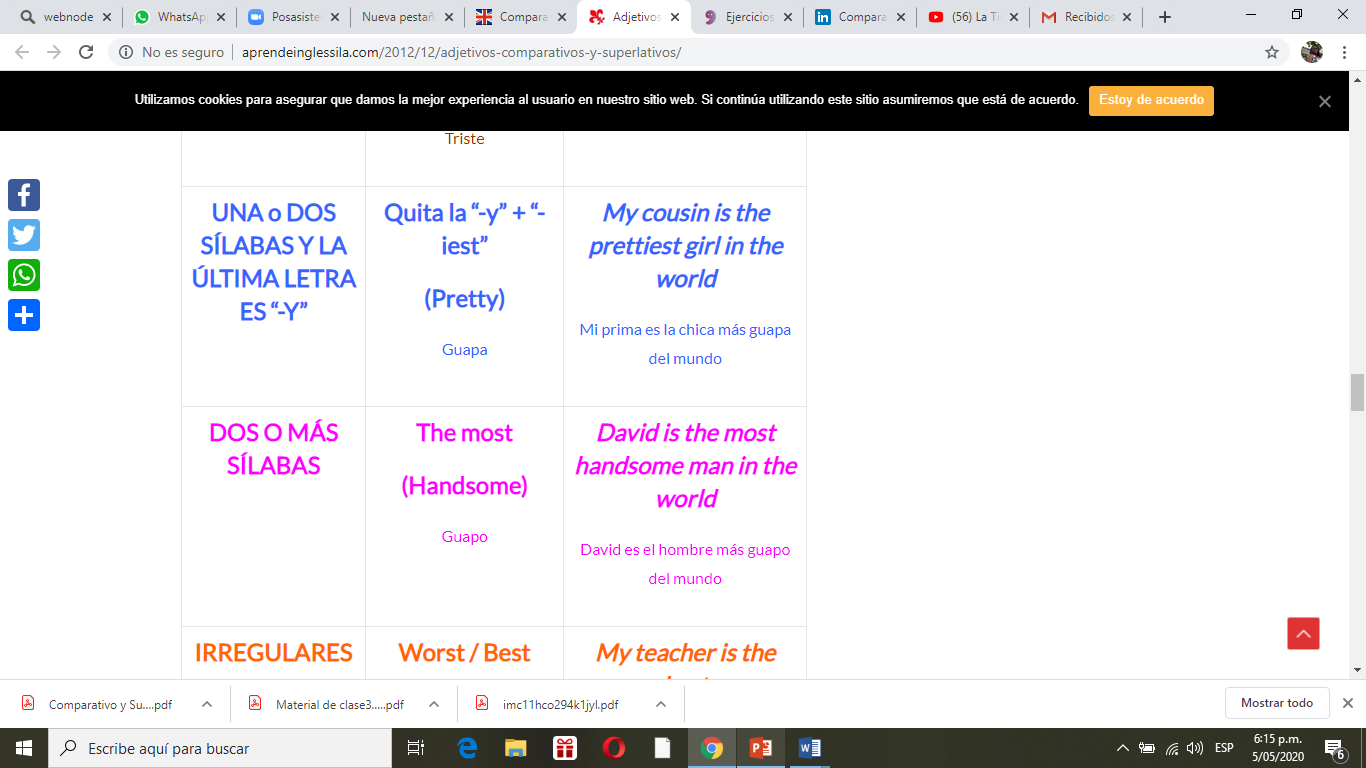 webnode
WhatsAp
Posasiste
Nueva pestañ
Compara
Adjetivos
Ejercicios
Compara
(56) La Ti
Recibidos
No es seguro
aprendeinglessila.com/2012/12/adjetivos-comparativos-y-superlativos/
Utilizamos cookies para asegurar que damos la mejor experiencia al usuario en nuestro sitio web. Si continúa utilizando este sitio asumiremos que está de acuerdo.
Estoy de acuerdo
Triste
UNA o DOS
SÍLABAS Y LA
ÚLTIMA LETRA
ES “-Y”
Quita la “-y” + “-
iest”
(Pretty)
Guapa
My cousin is the
prettiest girl in the
world
Mi prima es la chica más guapa
del mundo
DOS O MÁS
SÍLABAS
The most
(Handsome)
Guapo
David is the most
handsome man in the
world
David es el hombre más guapo
del mundo
IRREGULARES
Worst / Best
My teacher is the
Comparativo y Su....pdf
Material de clase3.....pdf
imc11hco294k1jyl.pdf
Mostrar todo
Escribe aquí para buscar
ESP
6:15 p.m.
5/05/2020
6